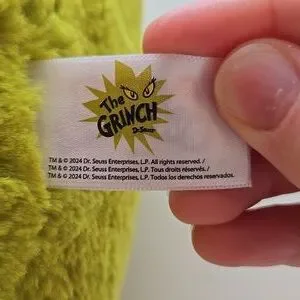 The
GRINCH
Dr. Seuss
TM & © 2024 Dr. Seuss Enterprises, L.P. All rights reserved. /
TM & © 2024 Dr. Seuss Enterprises, L.P. Tous droits réservés. /
TM & © 2024 Dr. Seuss Enterprises, L.P. Todos los derechos reservados.